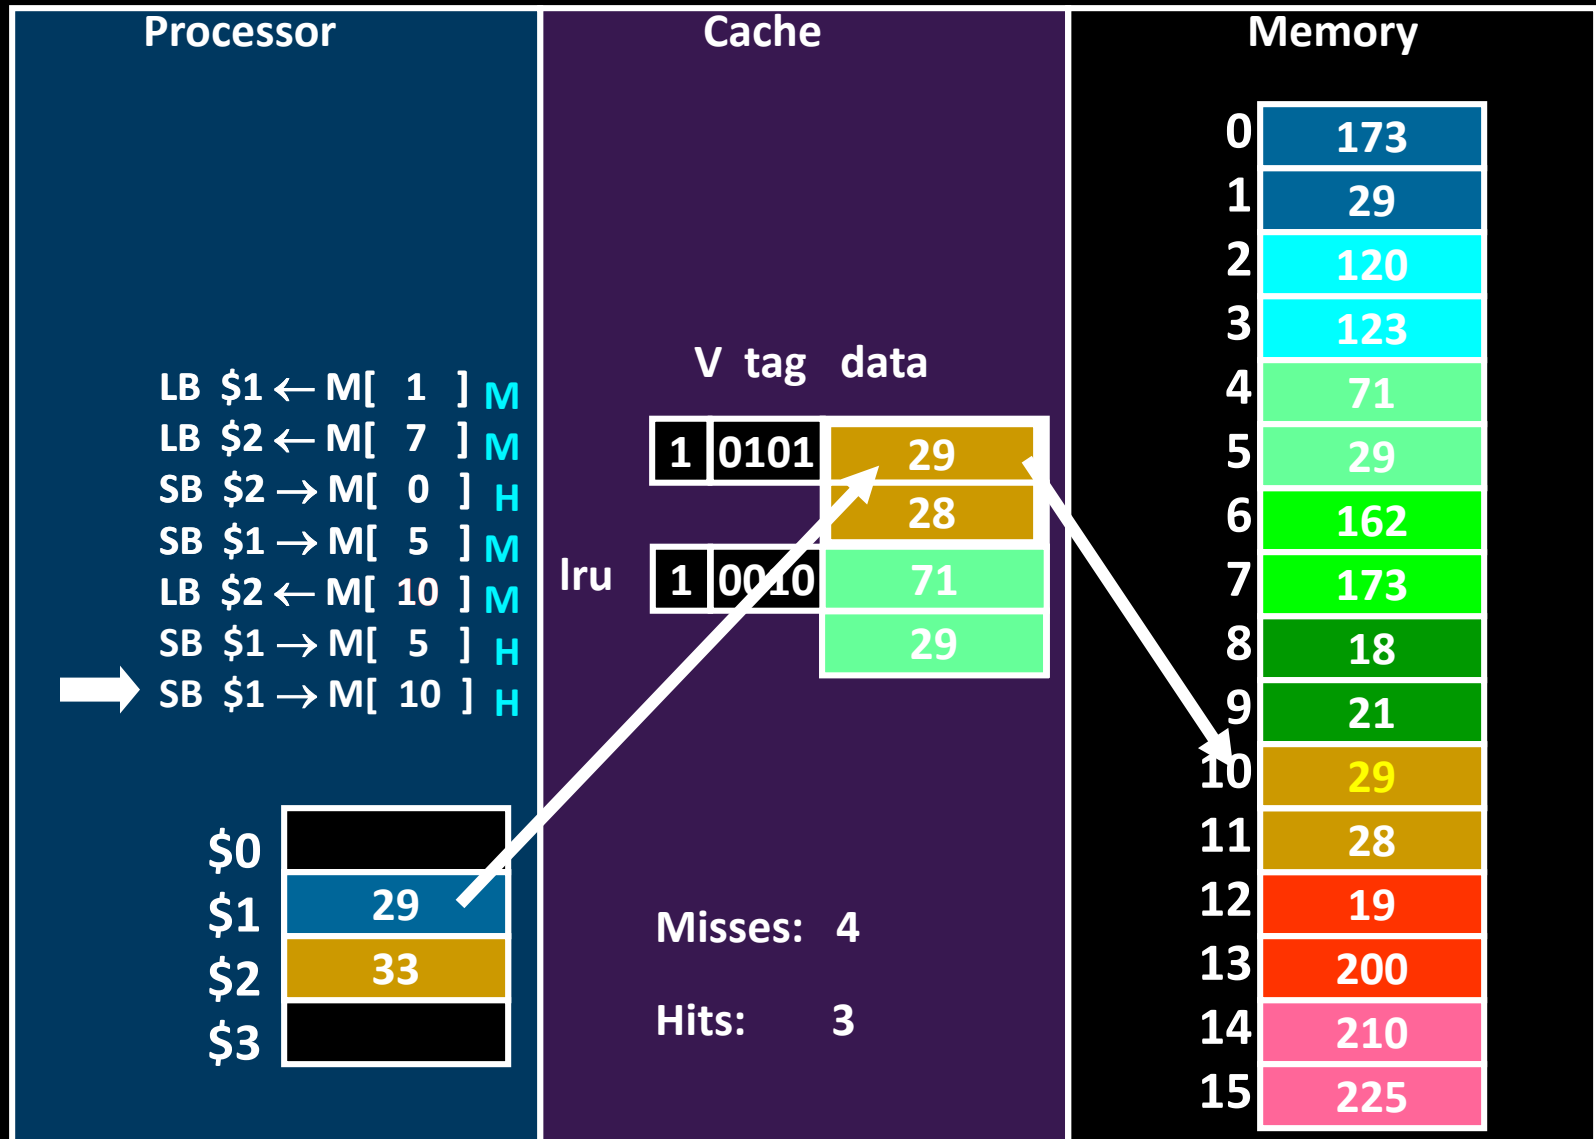 Processor
LB $1 ← M[ 1 ] M
LB $2 ← M[ 7 ] M
SB $2 → M[ 0 ] H
SB $1 → M[ 5 ] M
LB $2 ← M[ 10 ] M
SB $1 → M[ 5 ] H
SB $1 → M[ 10 ] H
$0
$1 29
$2 33
$3
Cache
V tag data
1 0101 29
28
lru 1 0010 71
29
Misses: 4
Hits: 3
Memory
0 173
1 29
2 120
3 123
4 71
5 29
6 162
7 173
8 18
9 21
10 29
11 28
12 19
13 200
14 210
15 225